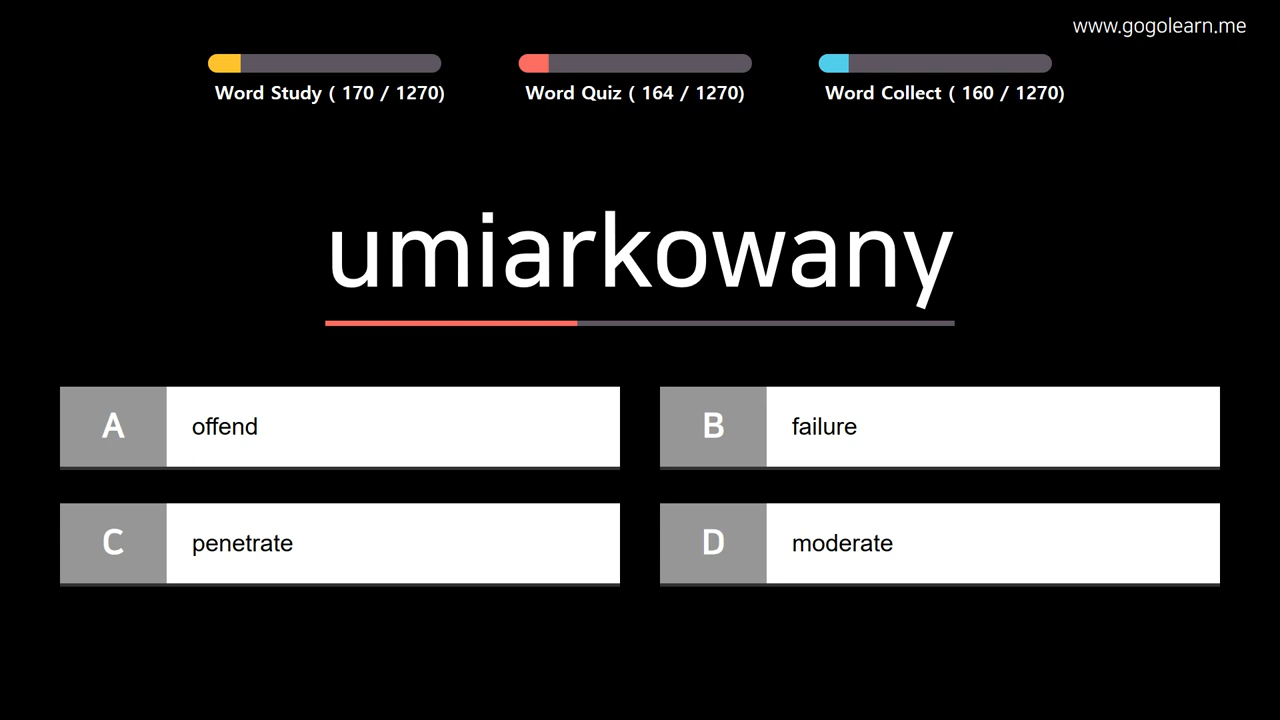 www.gogolearn.me
Word Study ( 170 / 1270)
Word Quiz ( 164 / 1270)
Word Collect ( 160 / 1270)
umiarkowany
A offend
B failure
C penetrate
D moderate